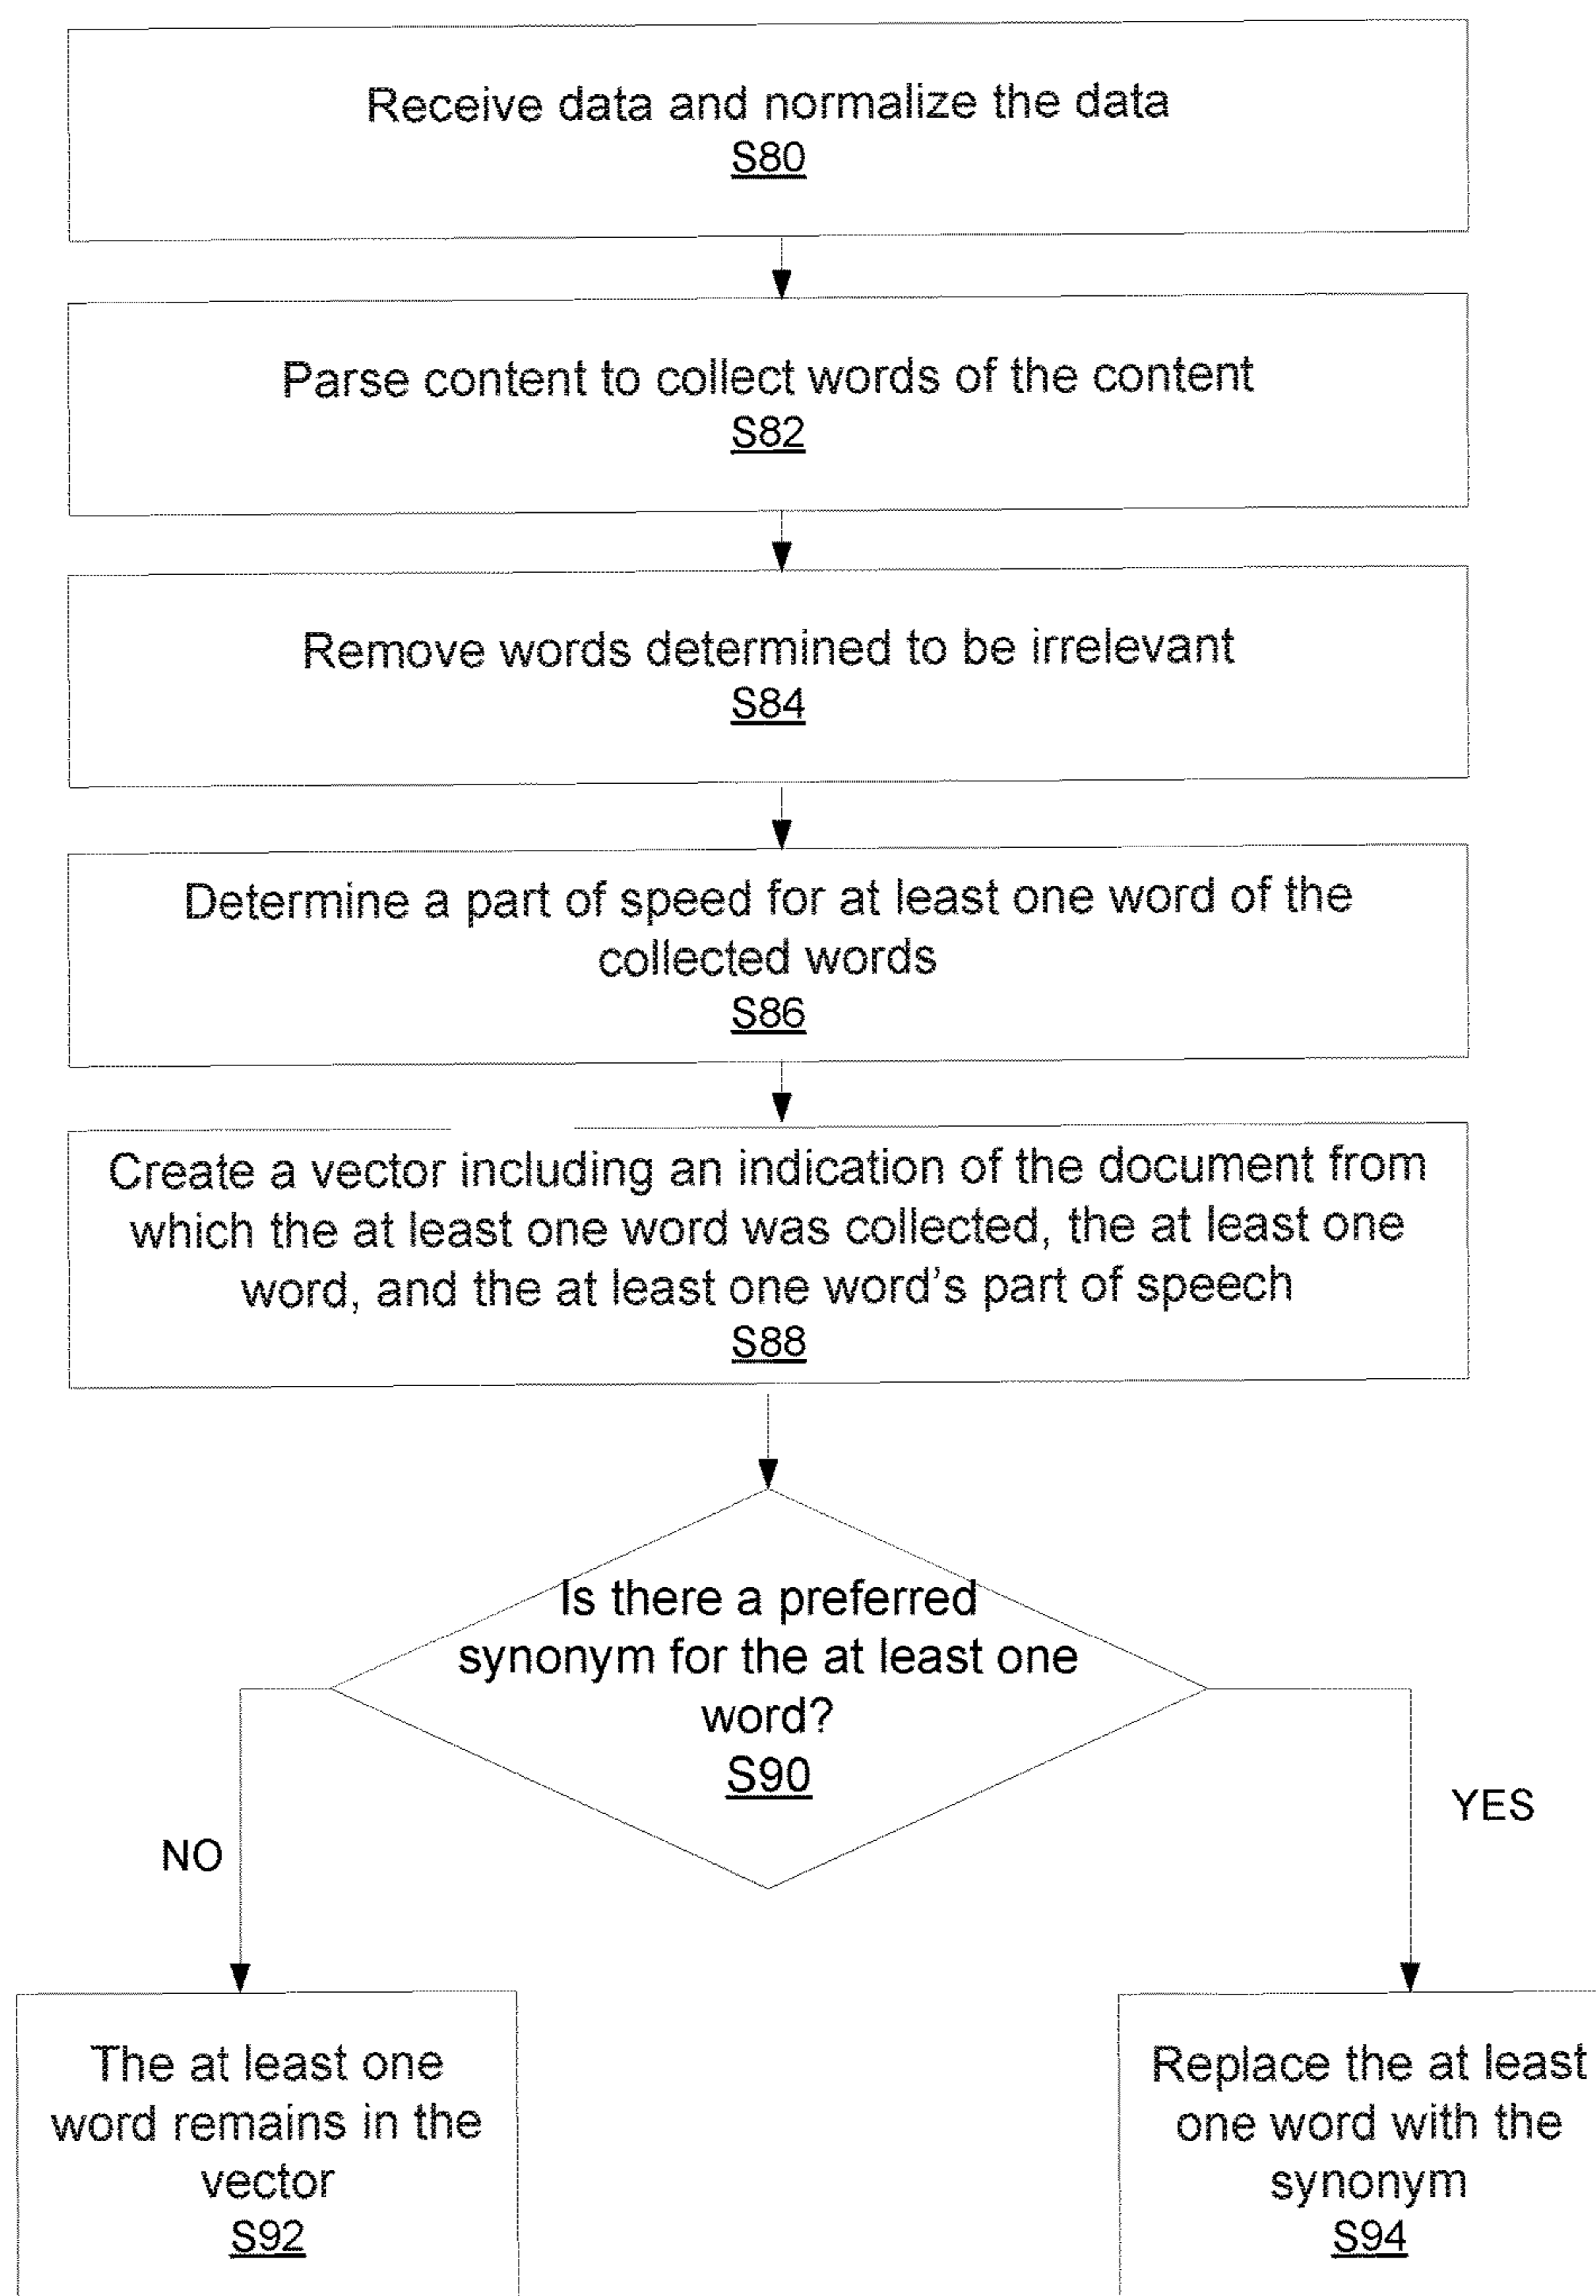 Receive data and normalize the data
S80
Parse content to collect words of the content
S82
Remove words determined to be irrelevant
S84
Determine a part of speed for at least one word of the
collected words
S86
Create a vector including an indication of the document from
which the at least one word was collected, the at least one
word, and the at least one word's part of speech
S88
Is there a preferred
synonym for the at least one
word?
S90
NO
YES
The at least one
word remains in the
vector
S92
Replace the at least
one word with the
synonym
S94